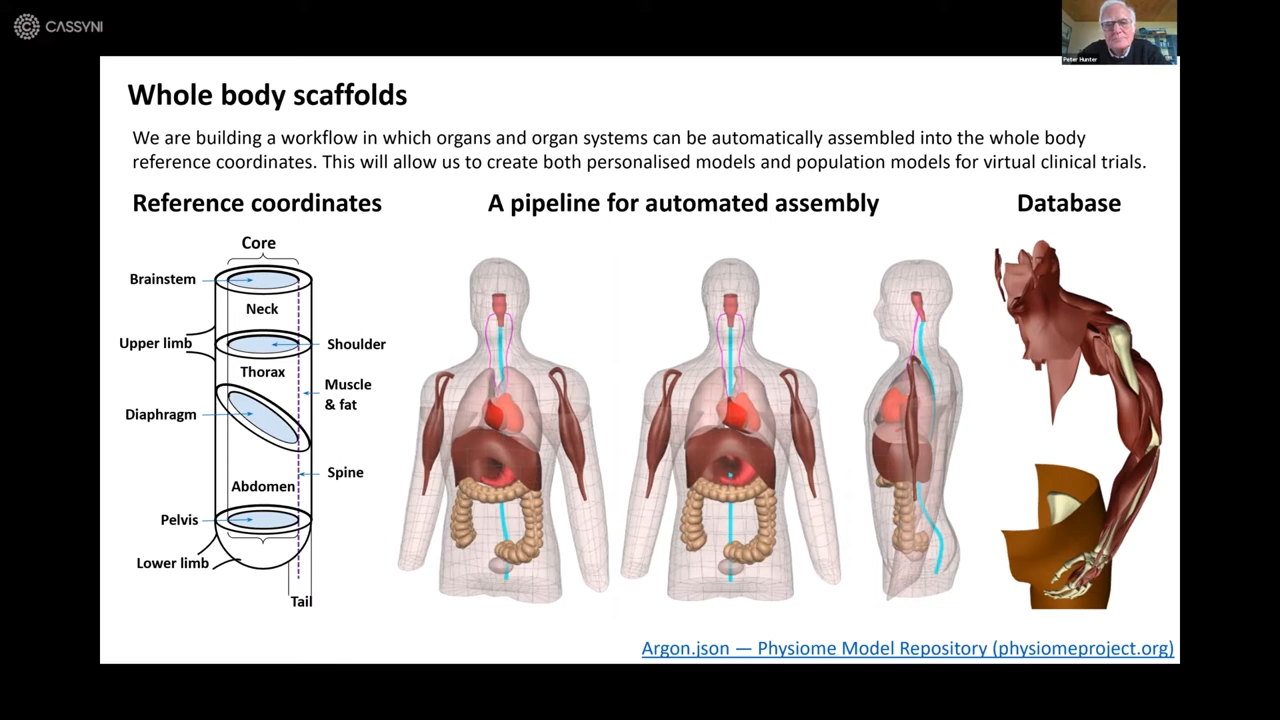 CASSYNI
Peter Hunter
Whole body scaffolds
We are building a workflow in which organs and organ systems can be automatically assembled into the whole body
reference coordinates. This will allow us to create both personalised models and population models for virtual clinical trials.
Reference coordinates
A pipeline for automated assembly
Database
Core
Brainstem
Neck
Upper limb
Shoulder
Thorax
Muscle
& fat
Diaphragm
Spine
Abdomen
Pelvis
Lower limb
Tail
Argon.json — Physiome Model Repository (physiomeproject.org)